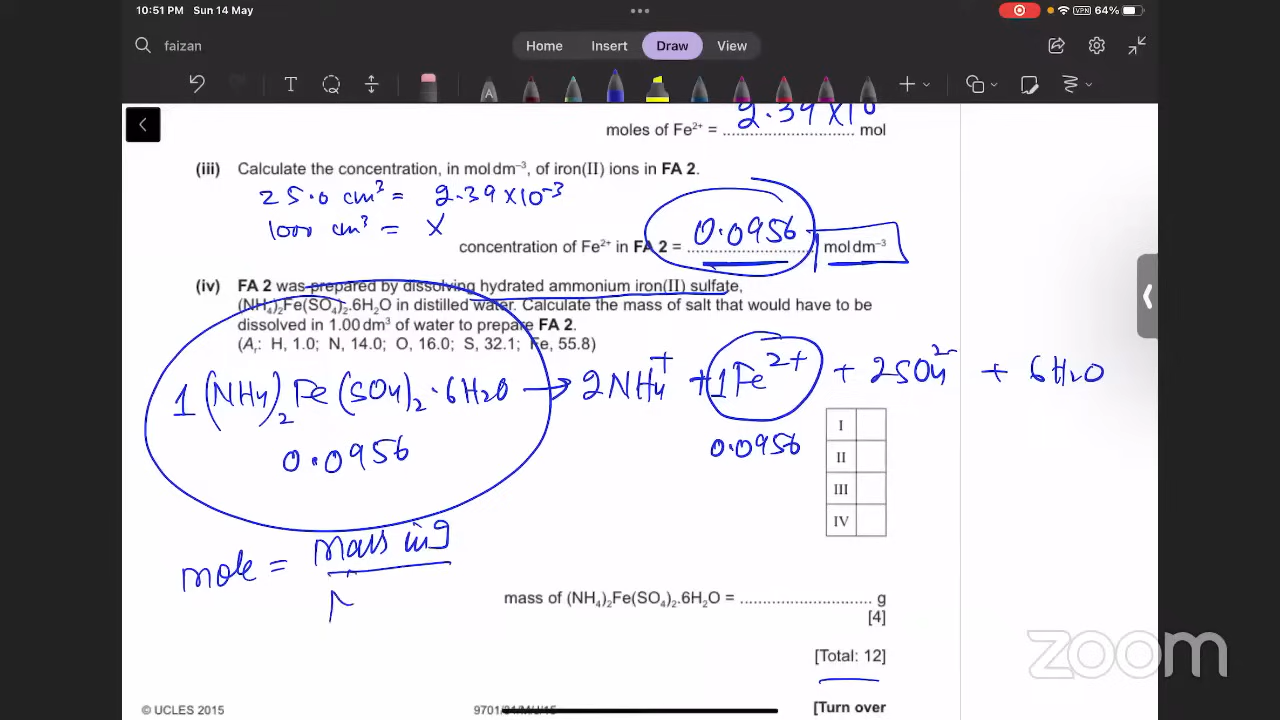 10:51 PM Sun 14 May
VPN 64%
faizan
Home Insert Draw View
2.39 X10
moles of Fe²⁺ = .............................. mol
(iii) Calculate the concentration, in mol dm⁻³, of iron(II) ions in FA 2.
25.0 cm³ = 2.39 X10⁻³
1000 cm³ = X
0.0956
concentration of Fe²⁺ in FA 2 = .............................. mol dm⁻³
(iv) FA 2 was prepared by dissolving hydrated ammonium iron(II) sulfate,
(NH₄)₂Fe(SO₄)₂.6H₂O in distilled water. Calculate the mass of salt that would have to be
dissolved in 1.00 dm³ of water to prepare FA 2.
(Aᵣ: H, 1.0; N, 14.0; O, 16.0; S, 32.1; Fe, 55.8)
1 (NH4)₂ Fe (SO4)₂ · 6H2O → 2NH4⁺ + 1Fe²⁺ + 2SO4²⁻ + 6H2O
0.0956 0.0956
I
II
III
IV
mole = mass in g
mass of (NH₄)₂Fe(SO₄)₂.6H₂O = .............................. g
[4]
[Total: 12]
zoom
© UCLES 2015
[Turn over